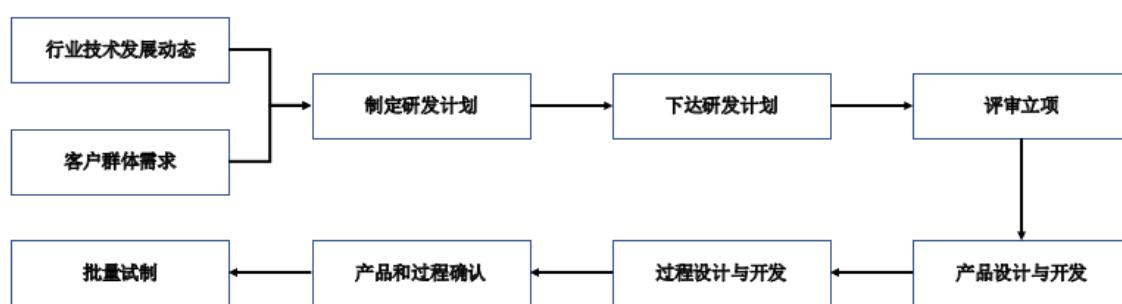 行业技术发展动态
客户群体需求
制定研发计划
下达研发计划
评审立项
产品设计与开发
过程设计与开发
产品和过程确认
批量试制